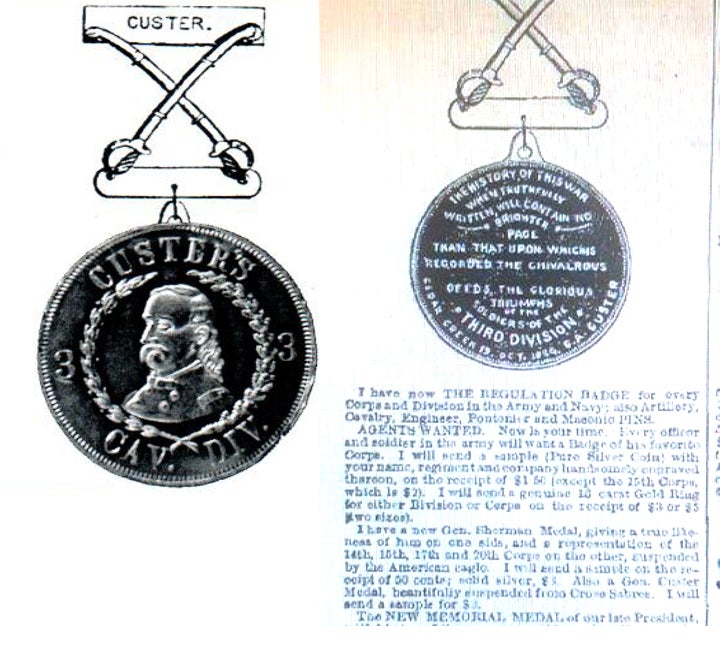 CUSTER.
CUSTER'S
3 3
CAV. DIV.
THE HISTORY OF THIS WAR
WHEN TRUTHFULLY
WRITTEN WILL CONTAIN NO
BRIGHTER
PAGE
THAN THAT UPON WHICH IS
RECORDED THE CHIVALROUS
DEEDS, THE GLORIOUS
TRIUMPHS
OF THE
SOLDIERS OF THE
THIRD DIVISION
CEDAR CREEK 19, OCT. 1864. G.A. CUSTER
I have now THE REGULATION BADGE for every
Corps and Division in the Army and Navy; also Artillery,
Cavalry, Engineer, Pontonier and Masonic PINS.
AGENTS WANTED. Now is your time. Every officer
and soldier in the army will want a Badge of his favorite
Corps. I will send a sample (Pure Silver Coin) with
your name, regiment and company handsomely engraved
thereon, on the receipt of $1 50 (except the 15th Corps,
which is $2). I will send a genuine 16 carat Gold Ring
for either Division or Corps on the receipt of $3 or $5
(two sizes).
I have a new Gen. Sherman Medal, giving a true like-
ness of him on one side, and a representation of the
14th, 15th, 17th and 20th Corps on the other, suspended
by the American eagle. I will send a sample on the re-
ceipt of 50 cents; solid silver, $3. Also a Gen. Custer
Medal, beautifully suspended from Cross Sabres. I will
send a sample for $3.
The NEW MEMORIAL MEDAL of our late President,